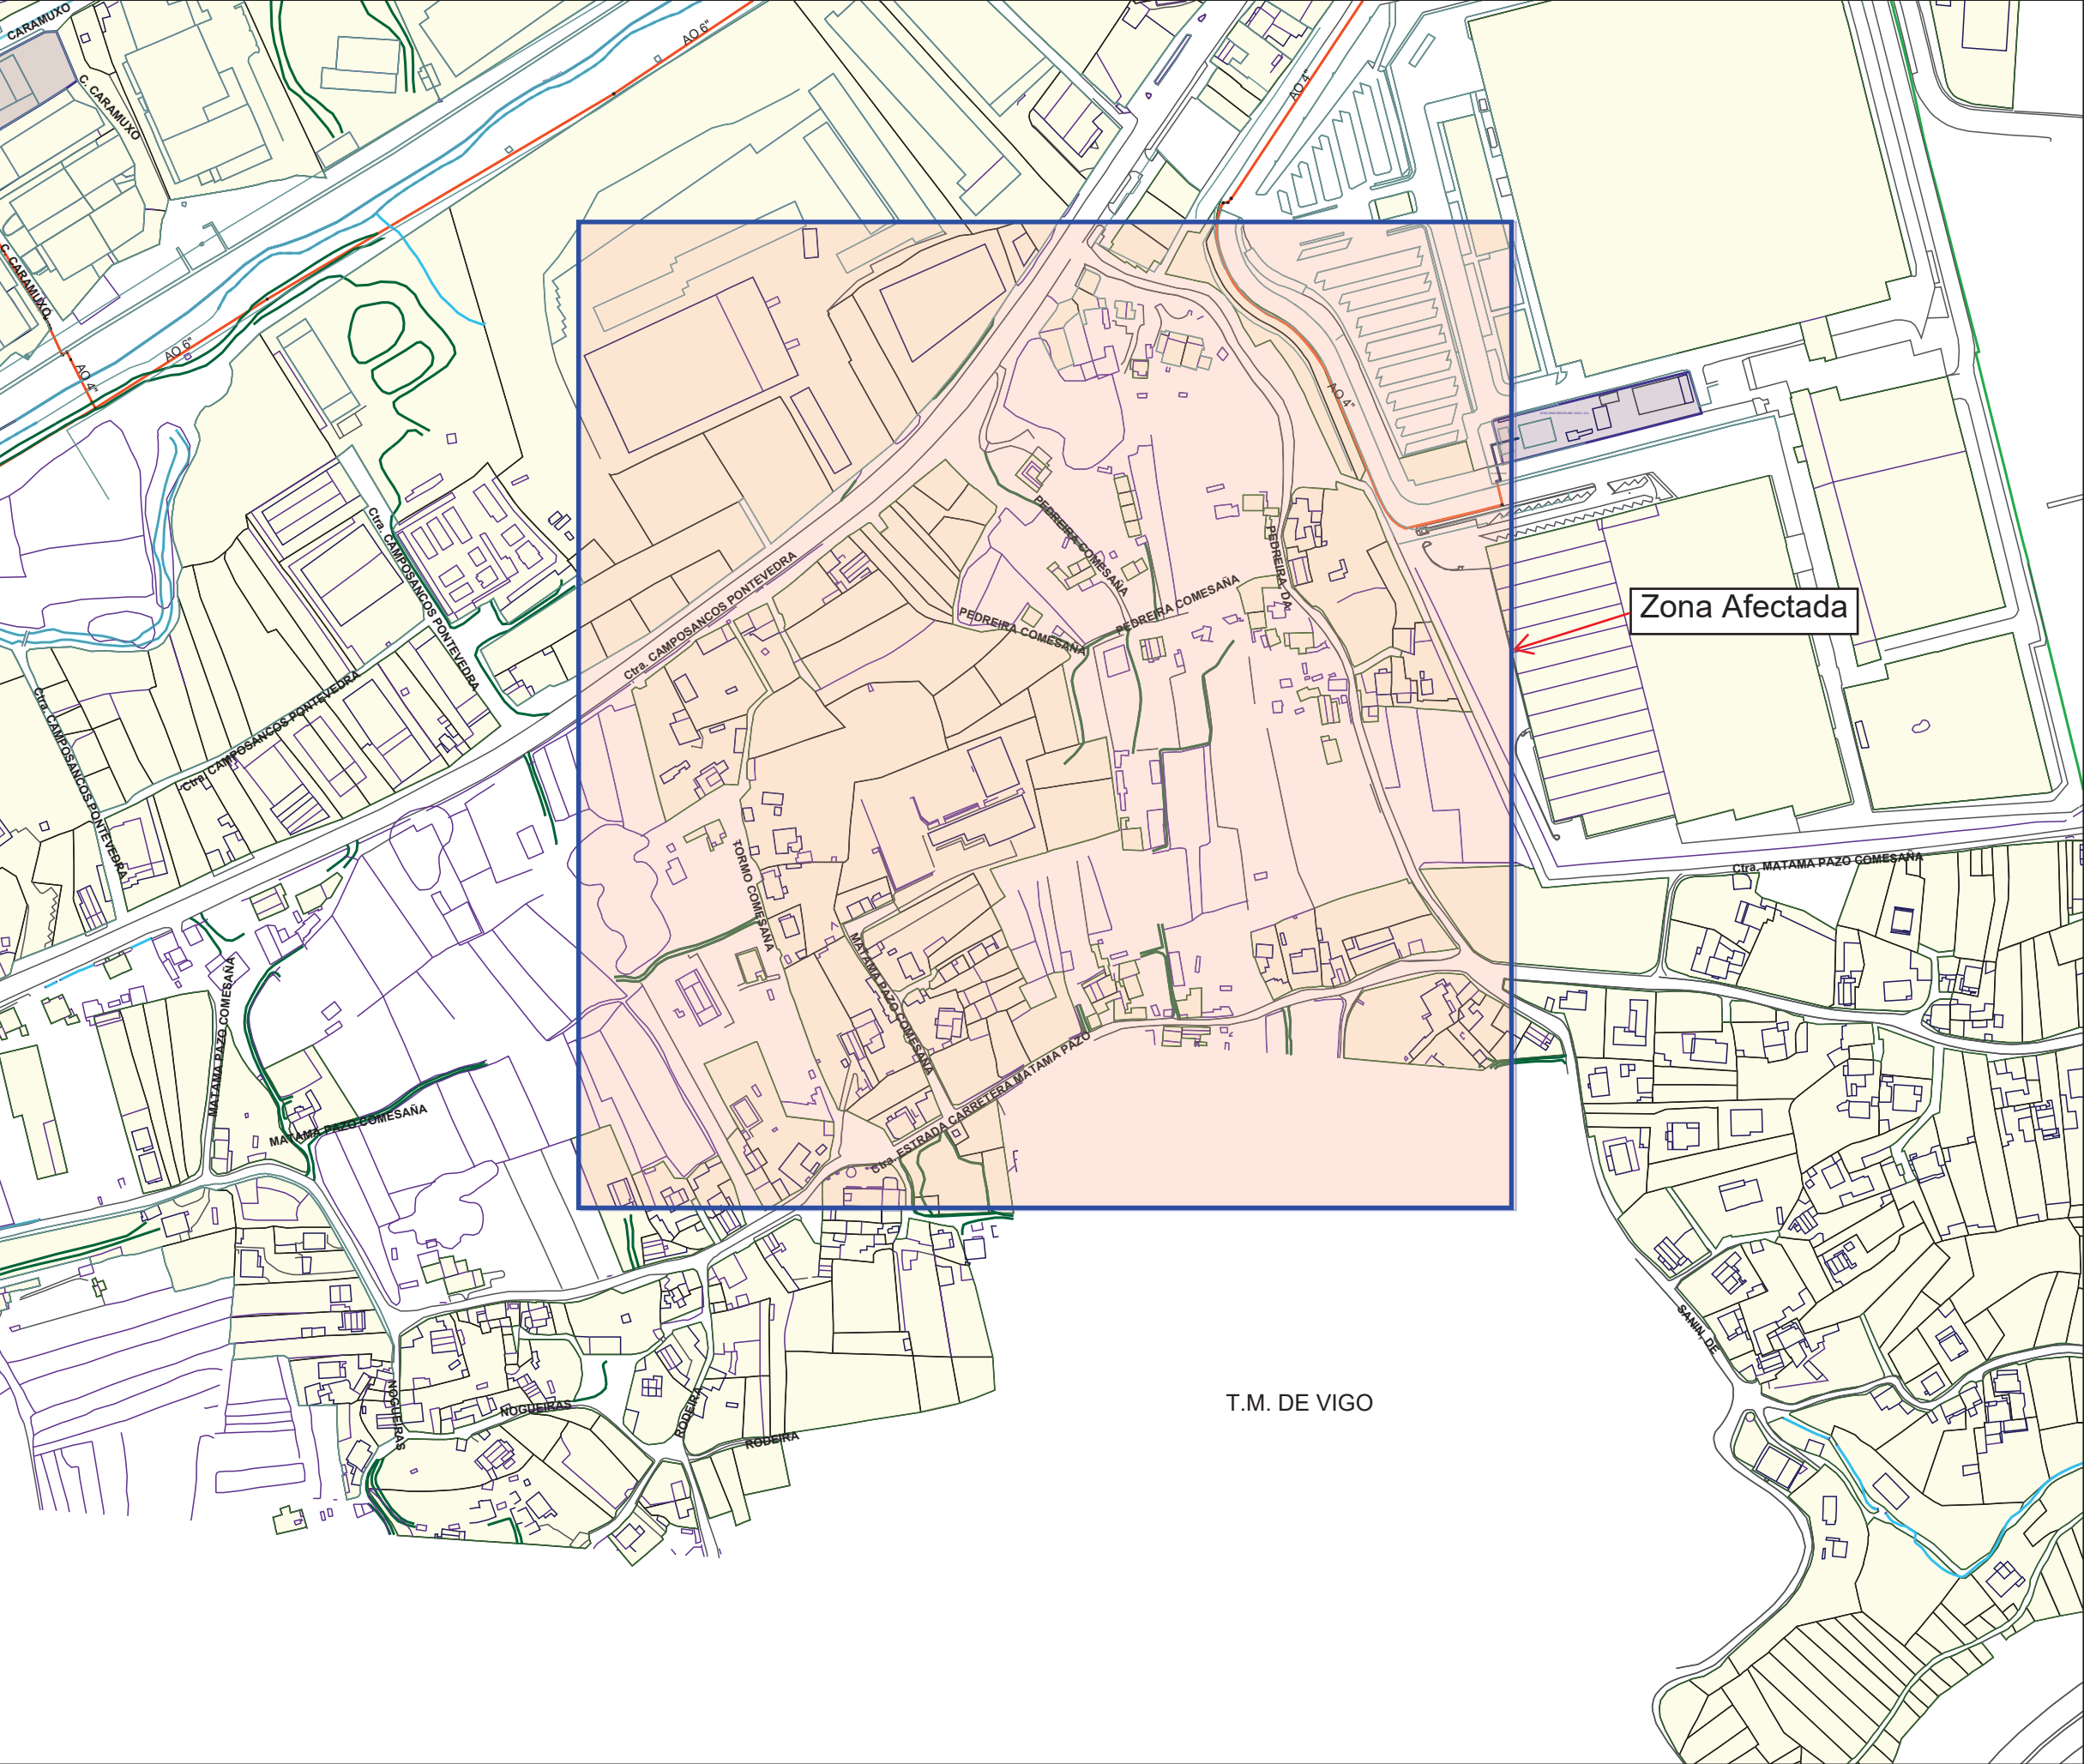 CARAMUXO
C. CARAMUXO
AO 6"
AO 4"
C. CARAMUXO
AO 6"
AO 4"
AO 4"
Ctra. CAMPOSANCOS PONTEVEDRA
PEDREIRA COMESAÑA
PEDREIRA, DA
Ctra. CAMPOSANCOS PONTEVEDRA
PEDREIRA COMESAÑA
PEDREIRA COMESAÑA
Zona Afectada
Ctra. CAMPOSANCOS PONTEVEDRA
Ctra. CAMPOSANCOS PONTEVEDRA
TORMO COMESAÑA
Ctra. MATAMA PAZO COMESAÑA
MATAMA PAZO COMESAÑA
MATAMA PAZO COMESAÑA
MATAMA PAZO COMESAÑA
Ctra. ESTRADA CARRETERA MATAMA PAZO
SANIN, DE
NOGUEIRAS
NOGUEIRAS
RODEIRA
RODEIRA
T.M. DE VIGO